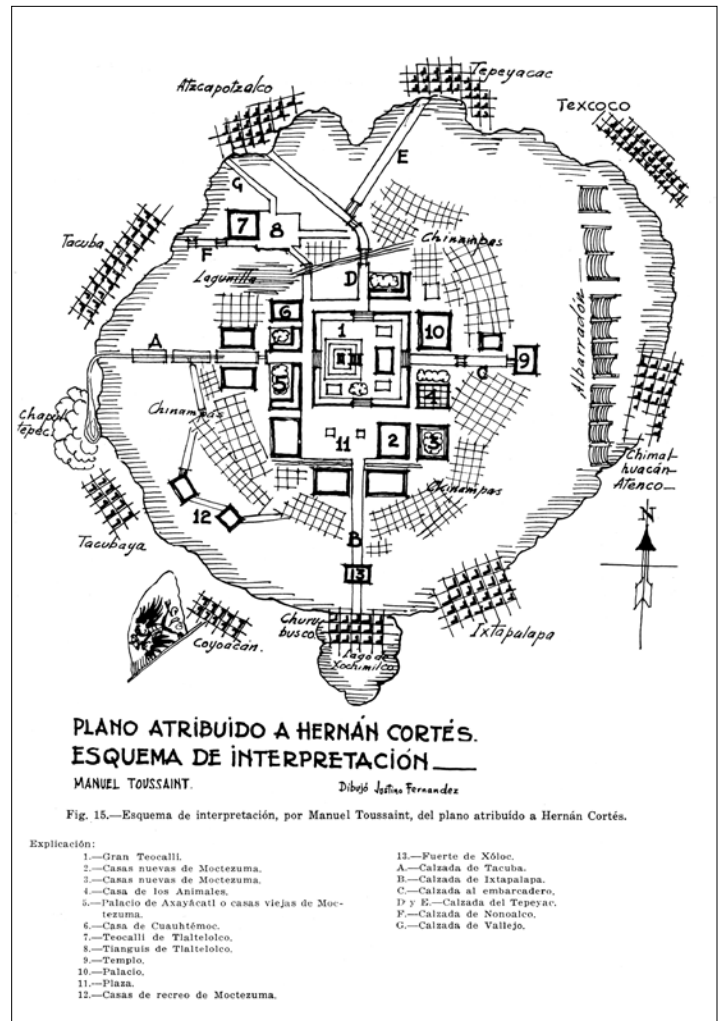 Tepeyacac
Atzcapotzalco
Texcoco
E
G
7
8
Tacuba
F
Chinampas
Lagunilla
D
Albarradón
6
1
10
A
C
9
5
4
Chapultepec.
Chinampas
11
2
3
Chimalhuacán-
Atenco
Chinampas
12
N
Tacubaya
B
13
Churubusco
Ixtapalapa
Coyoacán.
Lago de
Xochimilco
PLANO ATRIBUIDO A HERNÁN CORTÉS.
ESQUEMA DE INTERPRETACIÓN
MANUEL TOUSSAINT. Dibujó Justino Fernandez
Fig. 15.—Esquema de interpretación, por Manuel Toussaint, del plano atribuído a Hernán Cortés.
Explicación:
1.—Gran Teocalli.
2.—Casas nuevas de Moctezuma.
3.—Casas nuevas de Moctezuma.
4.—Casa de los Animales.
5.—Palacio de Axayácatl o casas viejas de Moc-
tezuma.
6.—Casa de Cuauhtémoc.
7.—Teocalli de Tlaltelolco.
8.—Tianguis de Tlaltelolco.
9.—Templo.
10.—Palacio.
11.—Plaza.
12.—Casas de recreo de Moctezuma.
13.—Fuerte de Xóloc.
A.—Calzada de Tacuba.
B.—Calzada de Ixtapalapa.
C.—Calzada al embarcadero.
D y E.—Calzada del Tepeyac.
F.—Calzada de Nonoalco.
G.—Calzada de Vallejo.